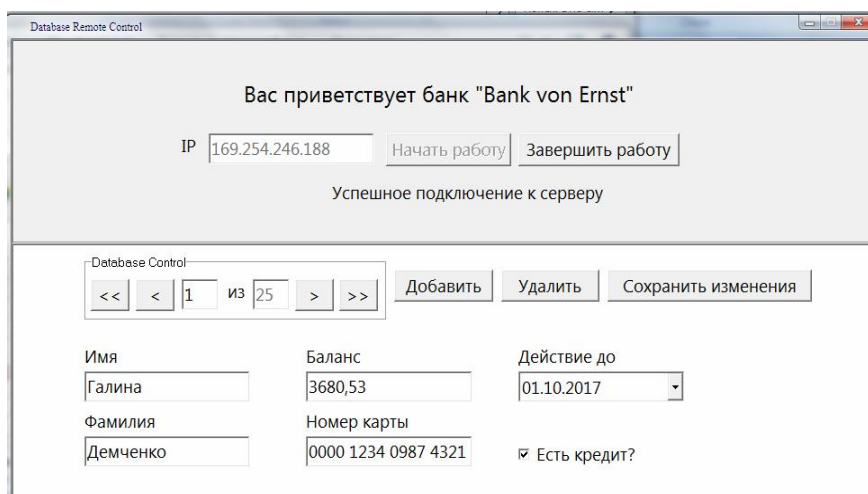 Database Remote Control
Вас приветствует банк "Bank von Ernst"
IP 169.254.246.188 Начать работу Завершить работу
Успешное подключение к серверу
Database Control
<< < 1 из 25 > >> Добавить Удалить Сохранить изменения
Имя Баланс Действие до
Галина 3680,53 01.10.2017
Фамилия Номер карты
Демченко 0000 1234 0987 4321 Есть кредит?